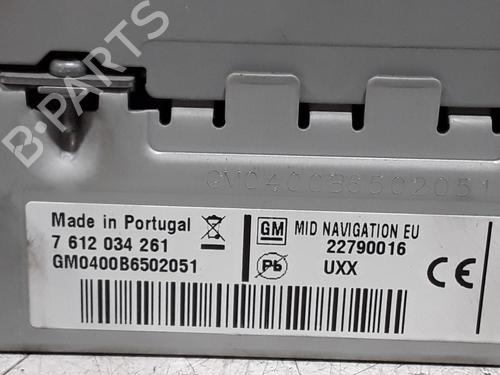 B-PARTS
GM0400B6502051
Made in Portugal
7 612 034 261
GM0400B6502051
GM
MID NAVIGATION EU
22790016
Pb
UXX
CE